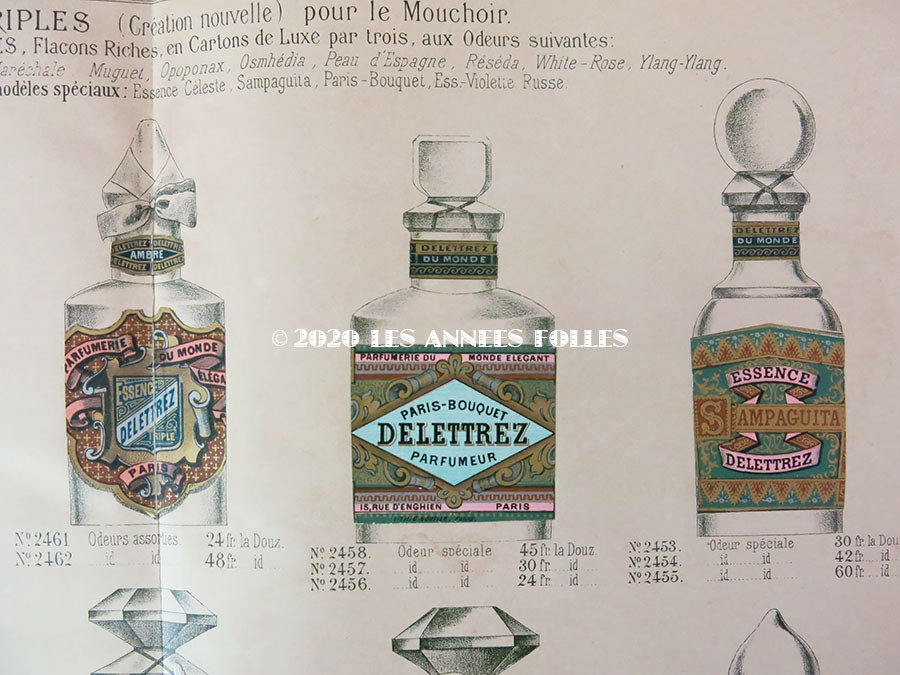 RIPLES (Création nouvelle) pour le Mouchoir.
ES, Flacons Riches, en Cartons de Luxe par trois, aux Odeurs suivantes:
Maréchale Muguet, Opoponax, Osmhédia, Peau d'Espagne, Réséda, White-Rose, Ylang-Ylang.
modèles spéciaux: Essence Céleste, Sampaguita, Paris-Bouquet, Ess.-Violette Russe.
DELETTREZ DELETTREZ
AMBRE
DELETTREZ DELETTREZ
PARFUMERIE DU MONDE ÉLÉGA
ESSENCE
DELETTREZ
TRIPLE
PARIS
DELETTREZ
DU MONDE
PARFUMERIE DU MONDE ELEGANT
PARIS-BOUQUET
DELETTREZ
PARFUMEUR
15, RUE D'ENGHIEN PARIS
DELETTREZ
DU MONDE
ESSENCE
SAMPAGUITA
DELETTREZ
© 2020 LES ANNEES FOLLES
Nº 2461 Odeurs assorties. 24 fr. la Douz.
Nº 2462 id id 48 fr. id
Nº 2458. Odeur spéciale 45 fr. la Douz.
Nº 2457. id id 30 fr. id
Nº 2456. id id 24 fr. id
Nº 2453. Odeur spéciale 30 fr. la Dou
Nº 2454. id id 42 fr. id
Nº 2455. id id 60 fr. id